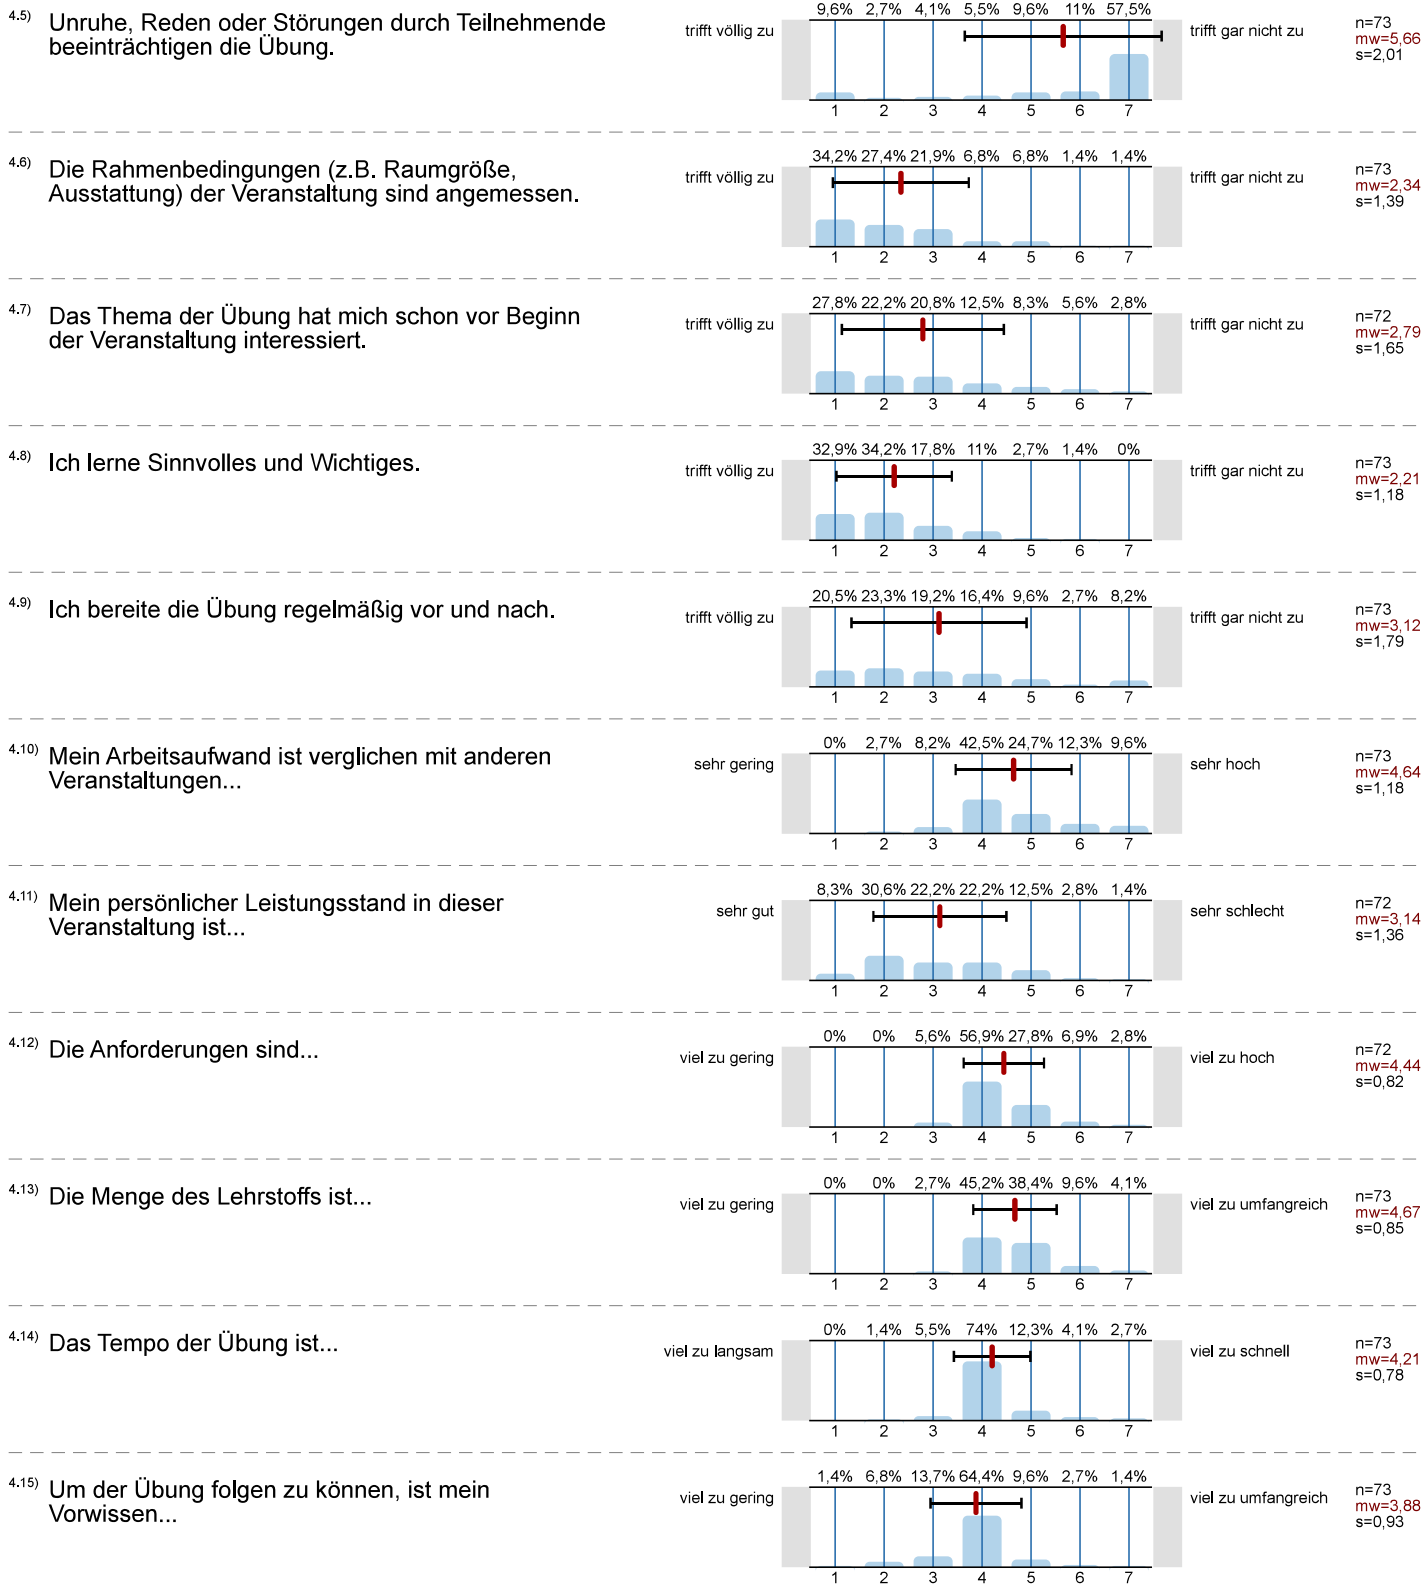 4.5) Unruhe, Reden oder Störungen durch Teilnehmende
beeinträchtigen die Übung.
trifft völlig zu
9,6% 2,7% 4,1% 5,5% 9,6% 11% 57,5%
1 2 3 4 5 6 7
trifft gar nicht zu
n=73
mw=5,66
s=2,01
4.6) Die Rahmenbedingungen (z.B. Raumgröße,
Ausstattung) der Veranstaltung sind angemessen.
trifft völlig zu
34,2% 27,4% 21,9% 6,8% 6,8% 1,4% 1,4%
1 2 3 4 5 6 7
trifft gar nicht zu
n=73
mw=2,34
s=1,39
4.7) Das Thema der Übung hat mich schon vor Beginn
der Veranstaltung interessiert.
trifft völlig zu
27,8% 22,2% 20,8% 12,5% 8,3% 5,6% 2,8%
1 2 3 4 5 6 7
trifft gar nicht zu
n=72
mw=2,79
s=1,65
4.8) Ich lerne Sinnvolles und Wichtiges.
trifft völlig zu
32,9% 34,2% 17,8% 11% 2,7% 1,4% 0%
1 2 3 4 5 6 7
trifft gar nicht zu
n=73
mw=2,21
s=1,18
4.9) Ich bereite die Übung regelmäßig vor und nach.
trifft völlig zu
20,5% 23,3% 19,2% 16,4% 9,6% 2,7% 8,2%
1 2 3 4 5 6 7
trifft gar nicht zu
n=73
mw=3,12
s=1,79
4.10) Mein Arbeitsaufwand ist verglichen mit anderen
Veranstaltungen...
sehr gering
0% 2,7% 8,2% 42,5% 24,7% 12,3% 9,6%
1 2 3 4 5 6 7
sehr hoch
n=73
mw=4,64
s=1,18
4.11) Mein persönlicher Leistungsstand in dieser
Veranstaltung ist...
sehr gut
8,3% 30,6% 22,2% 22,2% 12,5% 2,8% 1,4%
1 2 3 4 5 6 7
sehr schlecht
n=72
mw=3,14
s=1,36
4.12) Die Anforderungen sind...
viel zu gering
0% 0% 5,6% 56,9% 27,8% 6,9% 2,8%
1 2 3 4 5 6 7
viel zu hoch
n=72
mw=4,44
s=0,82
4.13) Die Menge des Lehrstoffs ist...
viel zu gering
0% 0% 2,7% 45,2% 38,4% 9,6% 4,1%
1 2 3 4 5 6 7
viel zu umfangreich
n=73
mw=4,67
s=0,85
4.14) Das Tempo der Übung ist...
viel zu langsam
0% 1,4% 5,5% 74% 12,3% 4,1% 2,7%
1 2 3 4 5 6 7
viel zu schnell
n=73
mw=4,21
s=0,78
4.15) Um der Übung folgen zu können, ist mein
Vorwissen...
viel zu gering
1,4% 6,8% 13,7% 64,4% 9,6% 2,7% 1,4%
1 2 3 4 5 6 7
viel zu umfangreich
n=73
mw=3,88
s=0,93